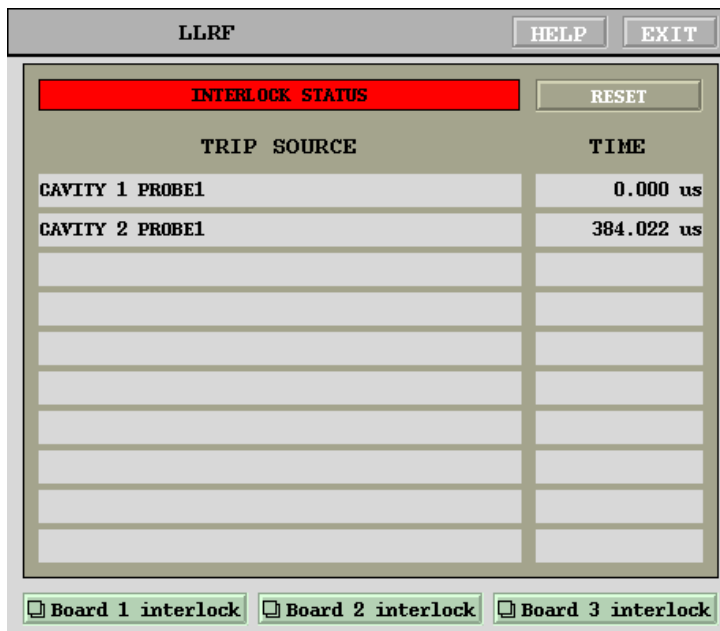 LLRF HELP EXIT
INTERLOCK STATUS RESET
TRIP SOURCE TIME
CAVITY 1 PROBE1 0.000 us
CAVITY 2 PROBE1 384.022 us
Board 1 interlock Board 2 interlock Board 3 interlock